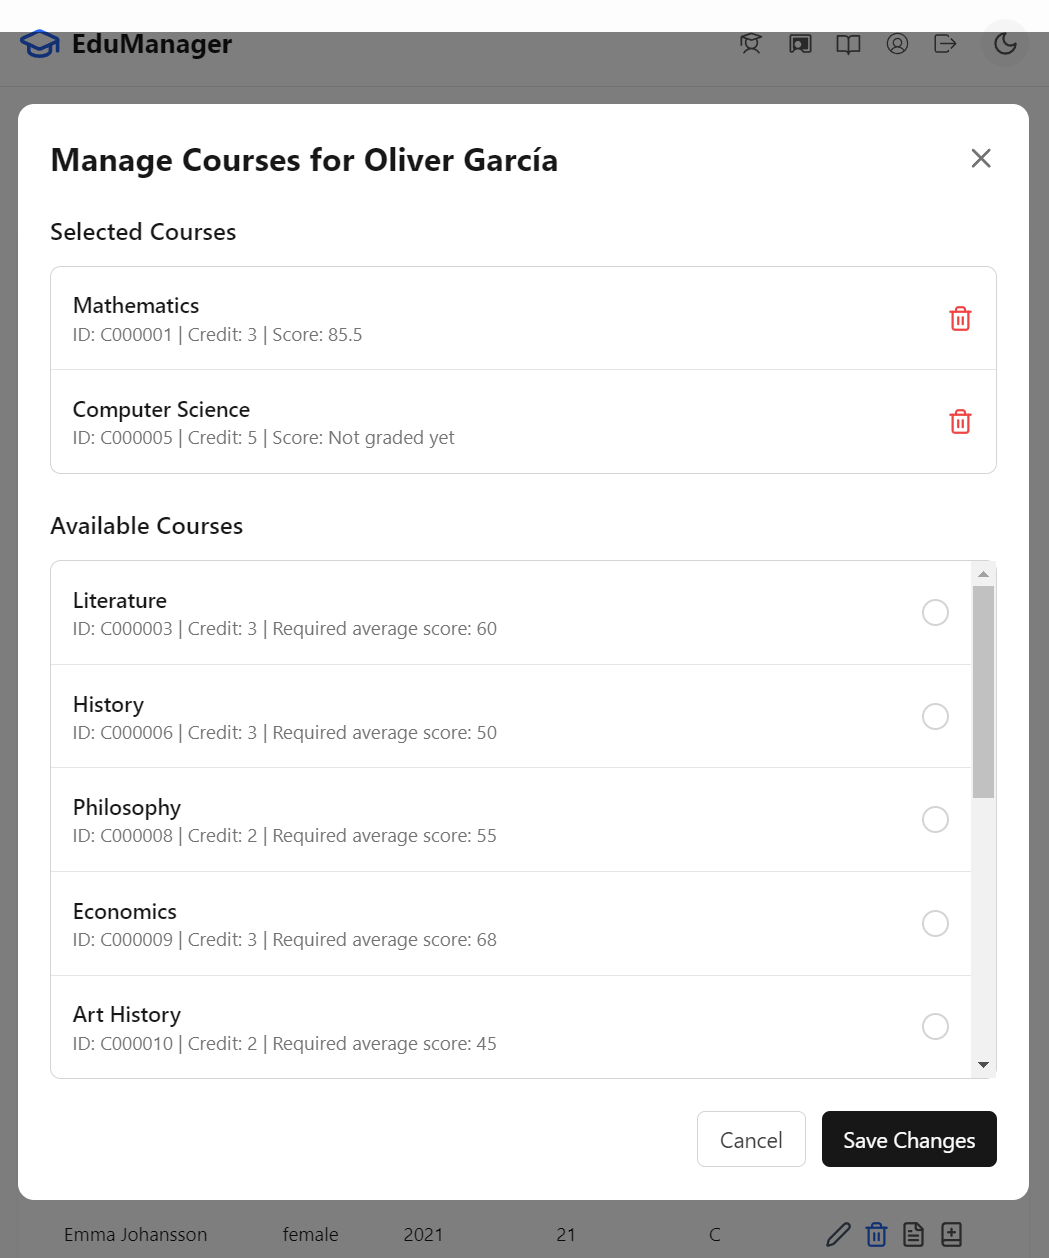 EduManager
Manage Courses for Oliver García
Selected Courses
Mathematics
ID: C000001 | Credit: 3 | Score: 85.5
Computer Science
ID: C000005 | Credit: 5 | Score: Not graded yet
Available Courses
Literature
ID: C000003 | Credit: 3 | Required average score: 60
History
ID: C000006 | Credit: 3 | Required average score: 50
Philosophy
ID: C000008 | Credit: 2 | Required average score: 55
Economics
ID: C000009 | Credit: 3 | Required average score: 68
Art History
ID: C000010 | Credit: 2 | Required average score: 45
Cancel Save Changes
Emma Johansson female 2021 21 C